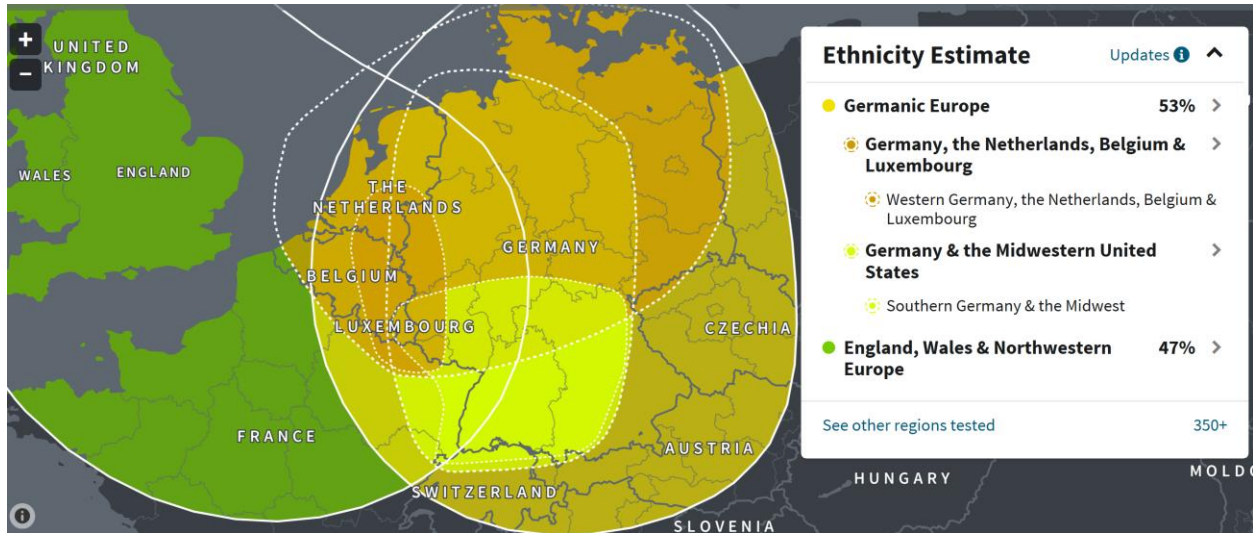 +
−
UNITED
KINGDOM
WALES
ENGLAND
THE
NETHERLANDS
GERMANY
BELGIUM
LUXEMBOURG
CZECHIA
FRANCE
AUSTRIA
SWITZERLAND
HUNGARY
SLOVENIA
Ethnicity Estimate Updates i
Germanic Europe 53%
Germany, the Netherlands, Belgium &
Luxembourg
Western Germany, the Netherlands, Belgium &
Luxembourg
Germany & the Midwestern United
States
Southern Germany & the Midwest
England, Wales & Northwestern 47%
Europe
See other regions tested 350+
MOLDO
i